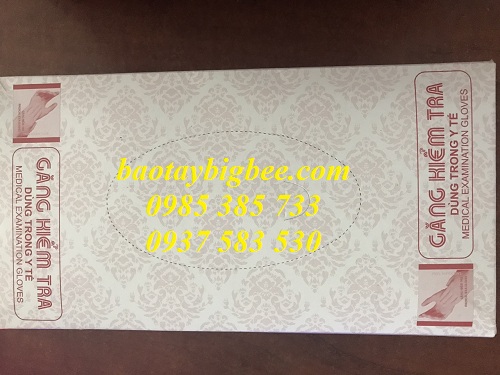 GĂNG KIỂM TRA
DÙNG TRONG Y TẾ
MEDICAL EXAMINATION GLOVES
baotaybigbee.com
0985 385 733
0937 583 530
GĂNG KIỂM TRA
DÙNG TRONG Y TẾ
MEDICAL EXAMINATION GLOVES